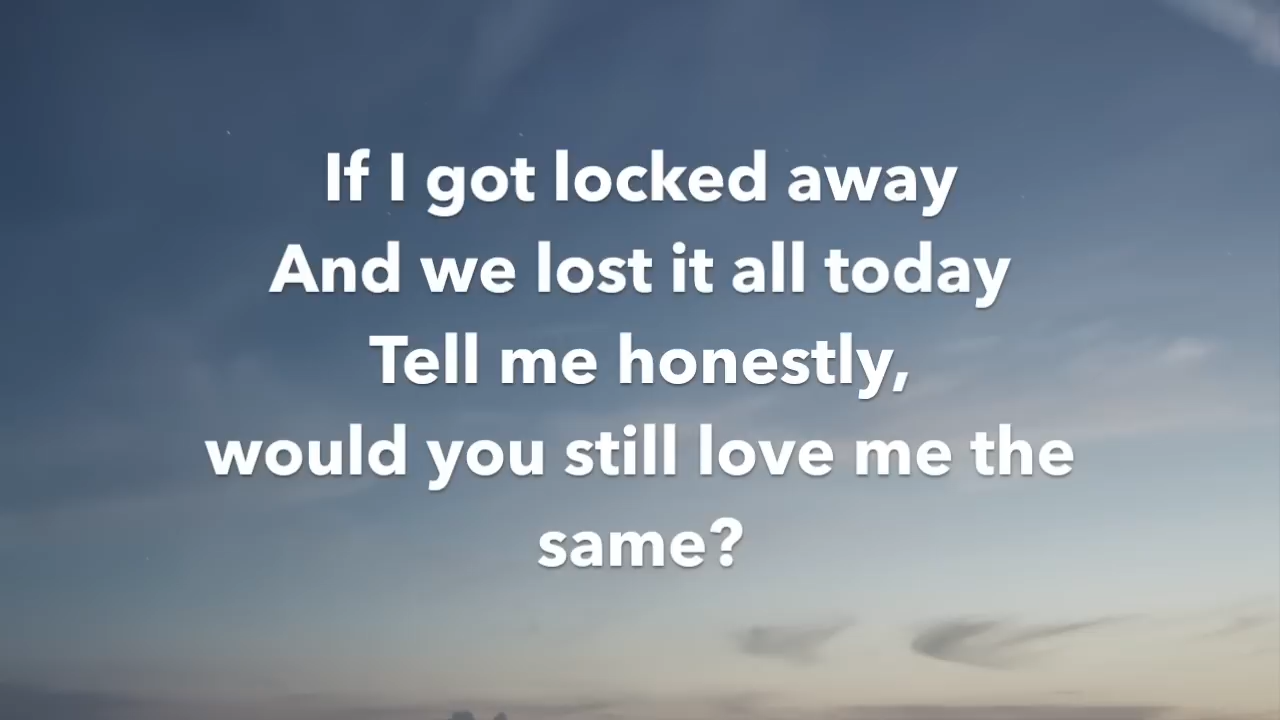 If I got locked away
And we lost it all today
Tell me honestly,
would you still love me the
same?